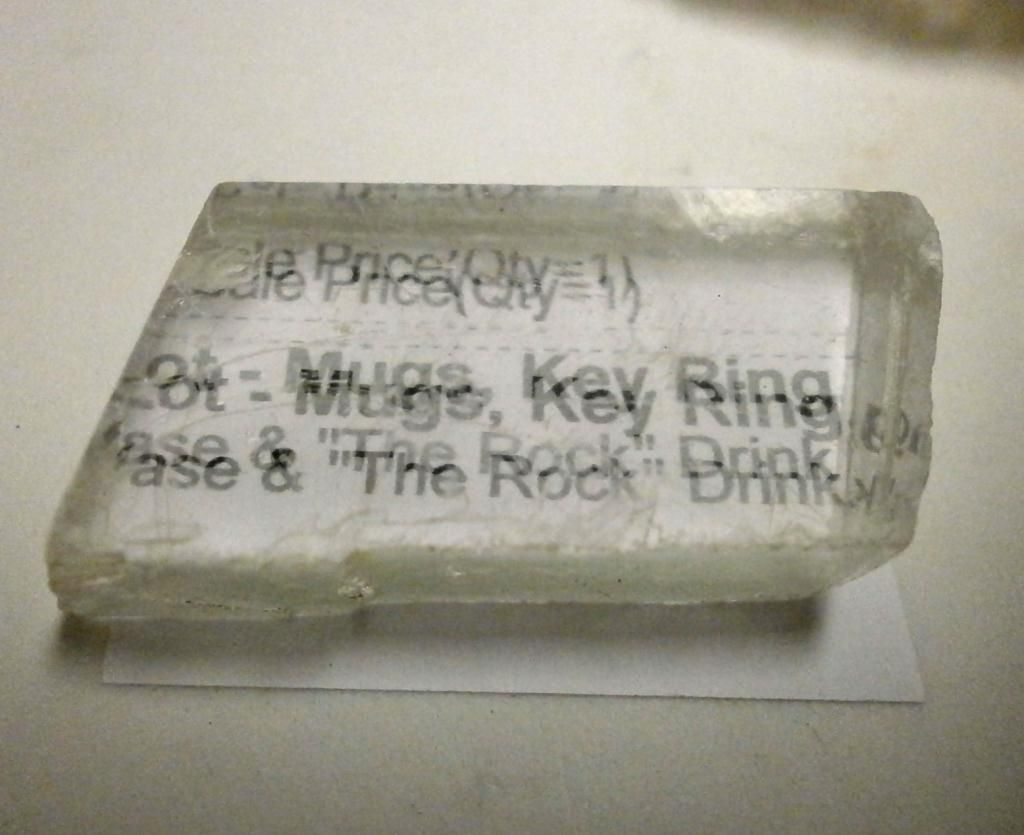 Sale Price(Qty=1)
Lot - Mugs, Key Ring,
ase & "The Rock" Drink